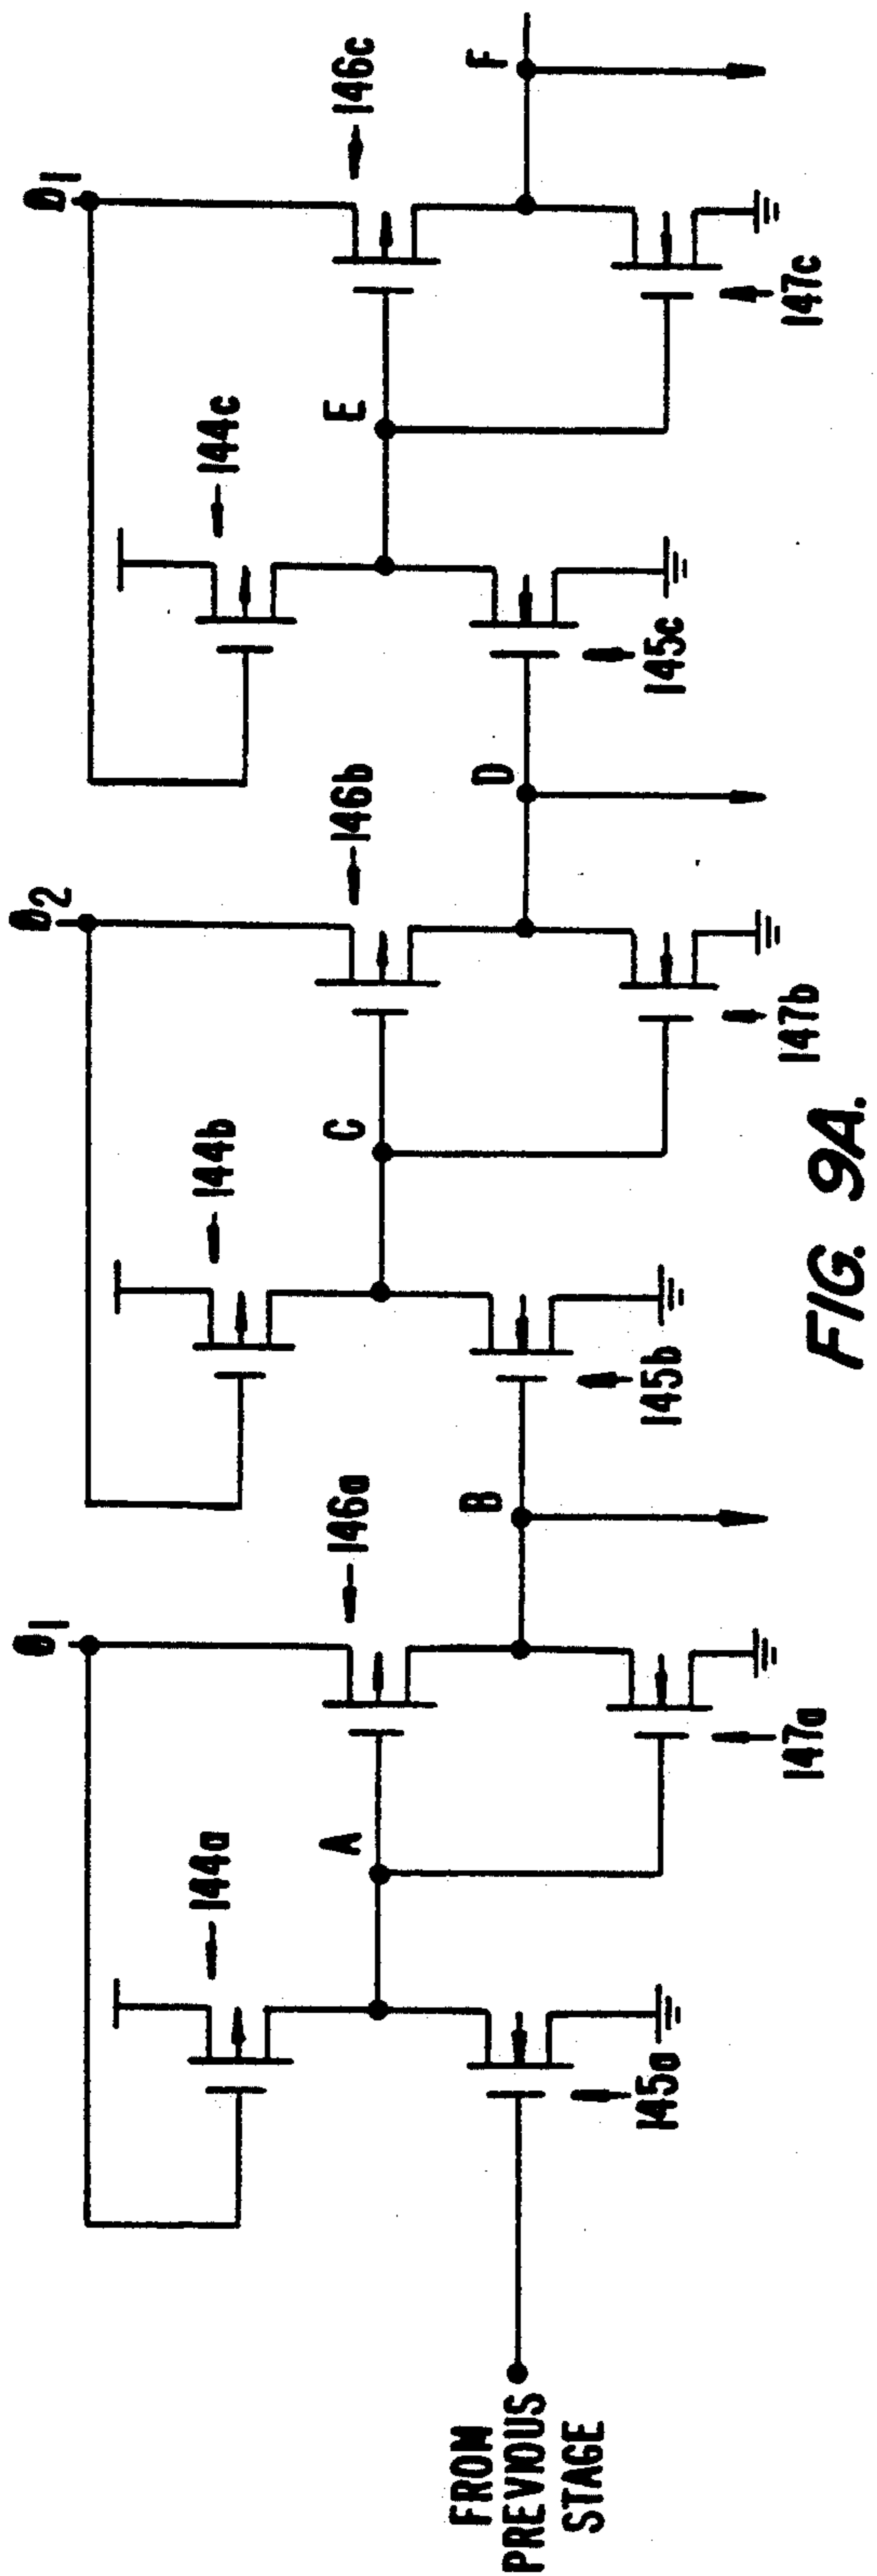 Ø1
Ø2
Ø1
144a
146a
144b
146b
144c
146c
A
B
C
D
E
F
FROM
PREVIOUS
STAGE
145a
147a
145b
147b
145c
147c
FIG. 9A.